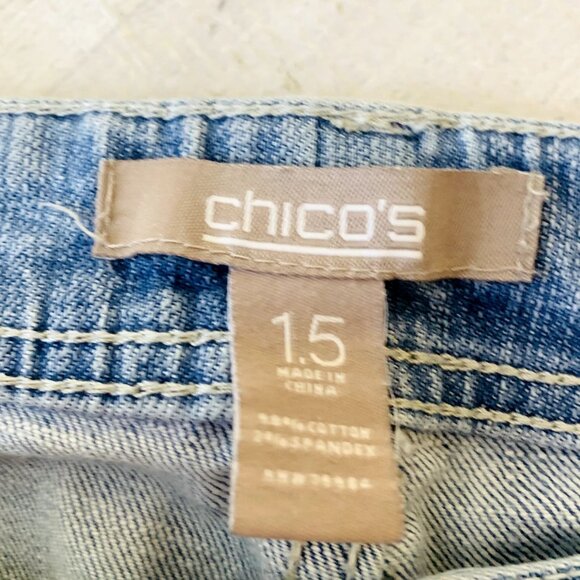 chico's
1.5
MADE IN
CHINA
98% COTTON
2% SPANDEX